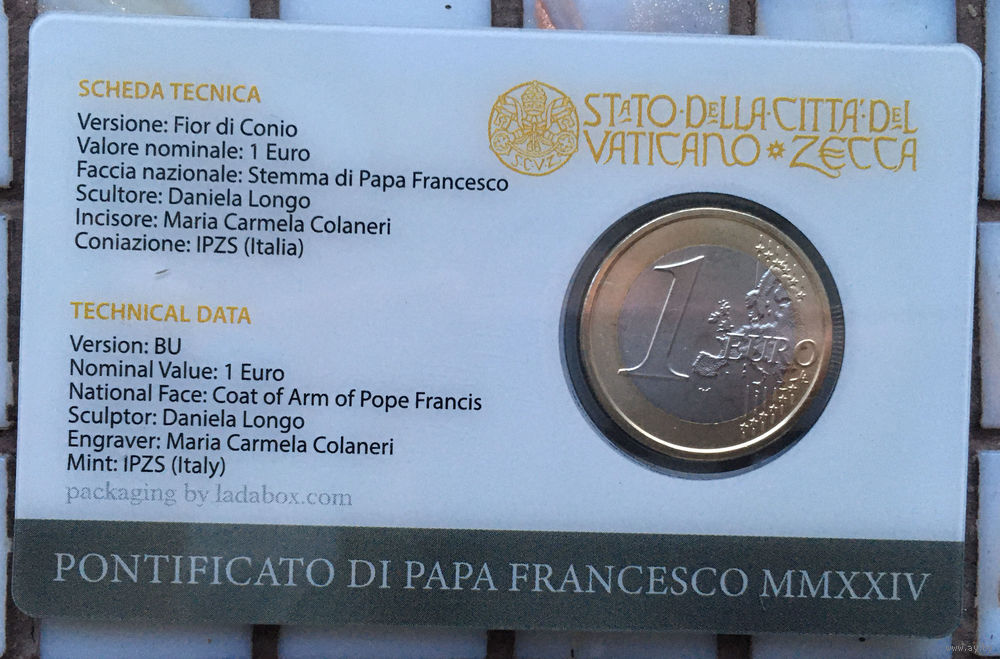 SCHEDA TECNICA
Versione: Fior di Conio
Valore nominale: 1 Euro
Faccia nazionale: Stemma di Papa Francesco
Scultore: Daniela Longo
Incisore: Maria Carmela Colaneri
Coniazione: IPZS (Italia)
TECHNICAL DATA
Version: BU
Nominal Value: 1 Euro
National Face: Coat of Arm of Pope Francis
Sculptor: Daniela Longo
Engraver: Maria Carmela Colaneri
Mint: IPZS (Italy)
packaging by ladabox.com
S.C.V.Z.
STATO·DELLA·CITTÀ·DEL
VATICANO ZECCA
1
EURO
PONTIFICATO DI PAPA FRANCESCO MMXXIV